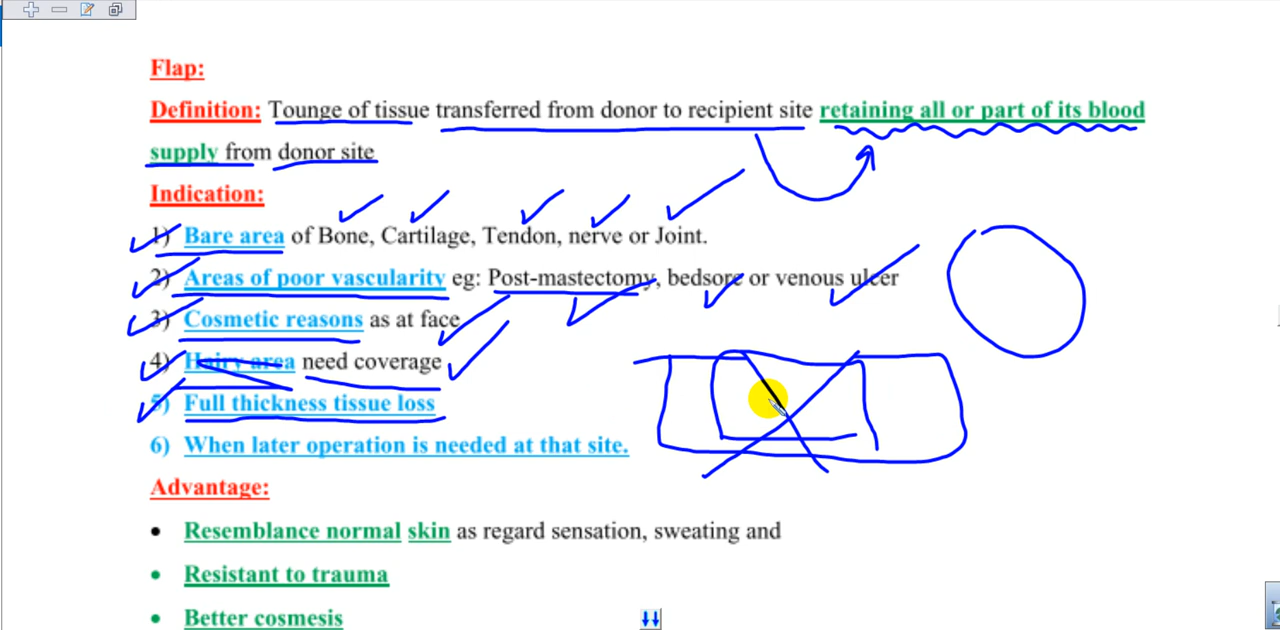 Flap:
Definition: Tounge of tissue transferred from donor to recipient site retaining all or part of its blood
supply from donor site
Indication:
1) Bare area of Bone, Cartilage, Tendon, nerve or Joint.
2) Areas of poor vascularity eg: Post-mastectomy, bedsore or venous ulcer
3) Cosmetic reasons as at face
4) Hairy area need coverage
5) Full thickness tissue loss
6) When later operation is needed at that site.
Advantage:
• Resemblance normal skin as regard sensation, sweating and
• Resistant to trauma
• Better cosmesis